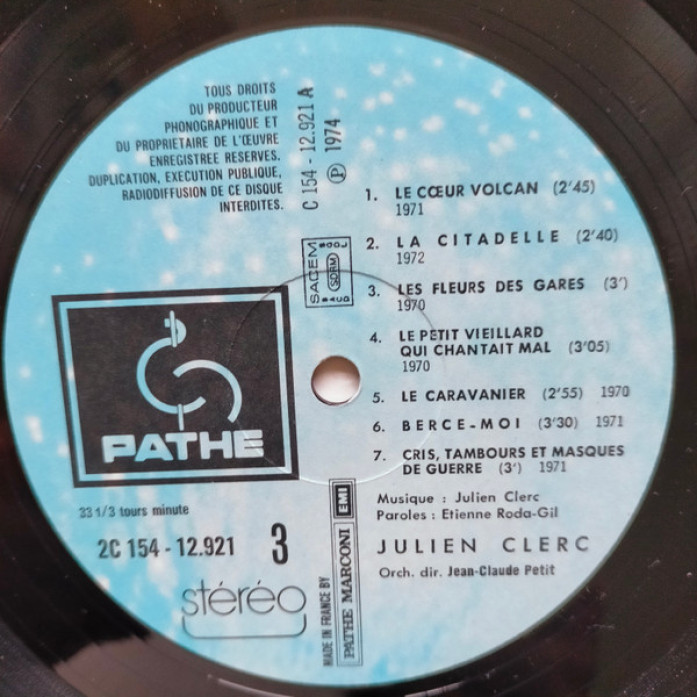 TOUS DROITS
DU PRODUCTEUR
PHONOGRAPHIQUE ET
DU PROPRIETAIRE DE L'ŒUVRE
ENREGISTREE RESERVES.
DUPLICATION, EXECUTION PUBLIQUE,
RADIODIFFUSION DE CE DISQUE
INTERDITES.
C 154 - 12.921 A
Ⓟ 1974
SACEM
SDRM
1. LE CŒUR VOLCAN (2'45)
1971
2. LA CITADELLE (2'40)
1972
3. LES FLEURS DES GARES (3')
1970
4. LE PETIT VIEILLARD
QUI CHANTAIT MAL (3'05)
1970
5. LE CARAVANIER (2'55) 1970
6. BERCE-MOI (3'30) 1971
7. CRIS, TAMBOURS ET MASQUES
DE GUERRE (3') 1971
Musique : Julien Clerc
Paroles : Etienne Roda-Gil
JULIEN CLERC
Orch. dir. Jean-Claude Petit
PATHE
33 1/3 tours minute
2C 154 - 12.921 3
stéréo
MADE IN FRANCE BY
PATHE MARCONI EMI